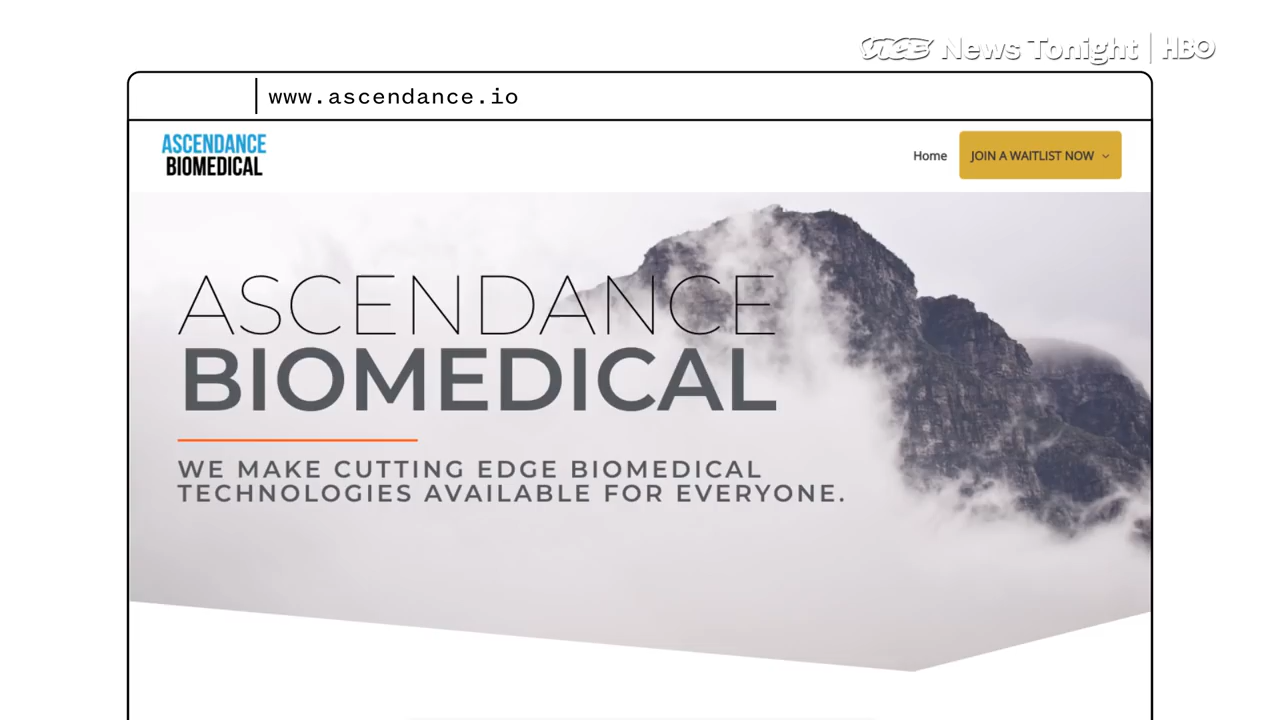 VICE News Tonight | HBO
www.ascendance.io
ASCENDANCE
BIOMEDICAL
Home
JOIN A WAITLIST NOW
ASCENDANCE
BIOMEDICAL
WE MAKE CUTTING EDGE BIOMEDICAL
TECHNOLOGIES AVAILABLE FOR EVERYONE.